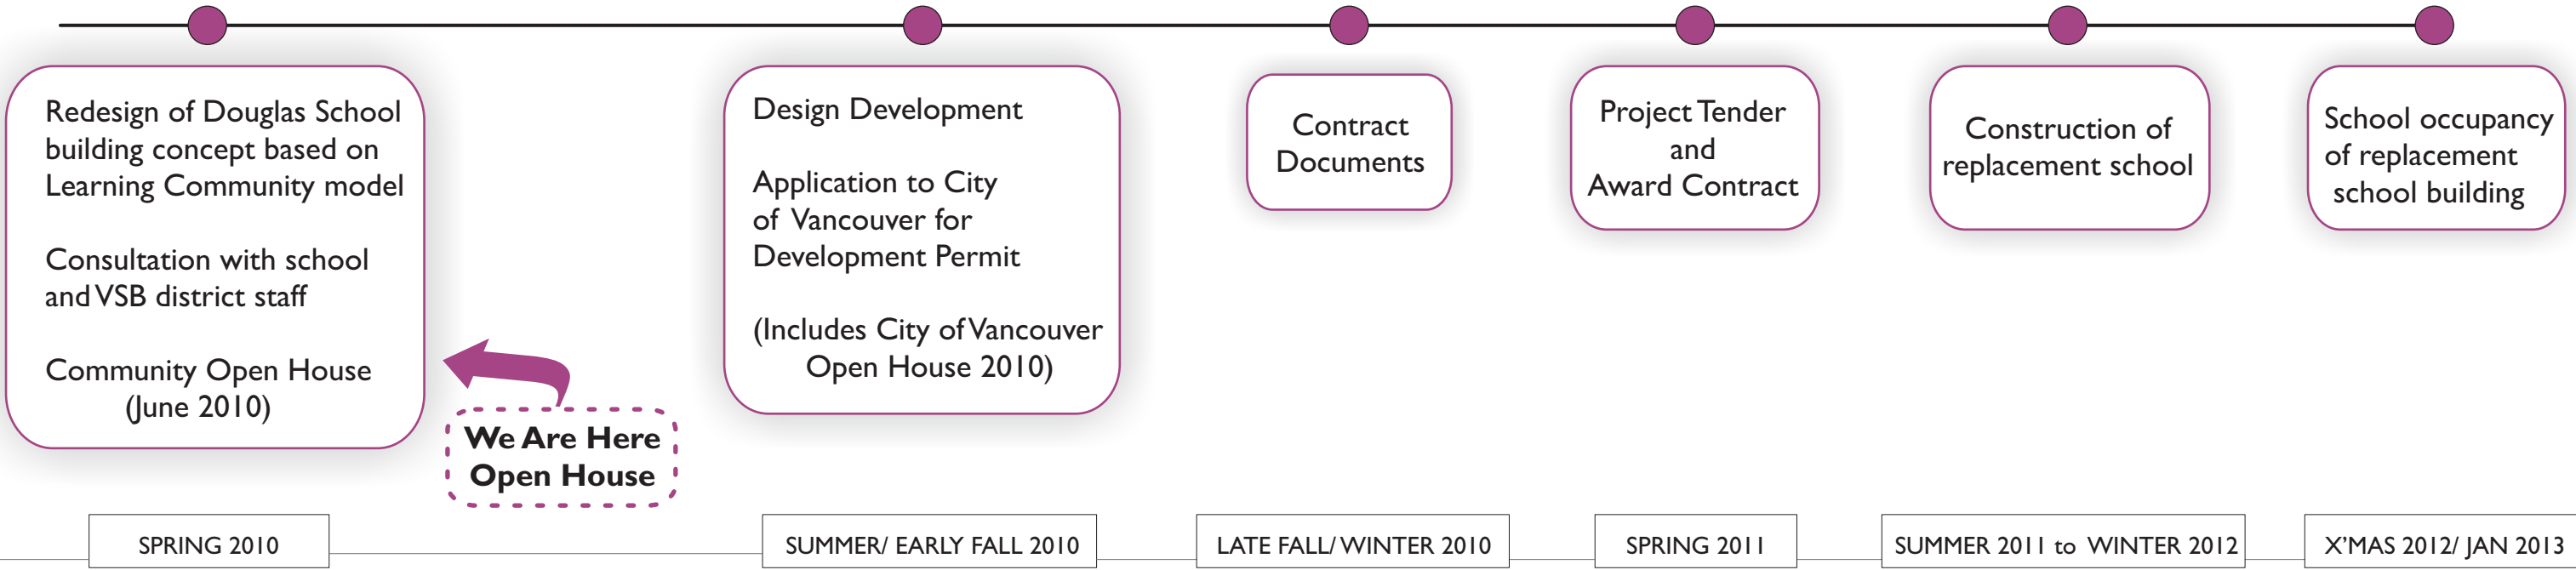 Redesign of Douglas School
building concept based on
Learning Community model
Consultation with school
and VSB district staff
Community Open House
(June 2010)
We Are Here
Open House
Design Development
Application to City
of Vancouver for
Development Permit
(Includes City of Vancouver
Open House 2010)
Contract
Documents
Project Tender
and
Award Contract
Construction of
replacement school
School occupancy
of replacement
school building
SPRING 2010
SUMMER/ EARLY FALL 2010
LATE FALL/ WINTER 2010
SPRING 2011
SUMMER 2011 to WINTER 2012
X'MAS 2012/ JAN 2013